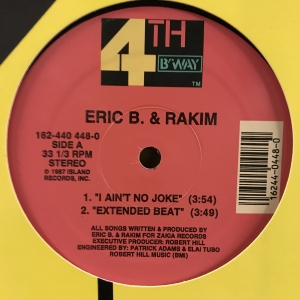 4TH
B'WAY
TM
ERIC B. & RAKIM
162-440 448-0
SIDE A
33 1/3 RPM
STEREO
℗ 1987 ISLAND
RECORDS, INC.
1. "I AIN'T NO JOKE" (3:54)
2. "EXTENDED BEAT" (3:49)
ALL SONGS WRITTEN & PRODUCED BY
ERIC B. & RAKIM FOR ZAKIA RECORDS
EXECUTIVE PRODUCER: ROBERT HILL
ENGINEERED BY: PATRICK ADAMS & ELAI TUBO
ROBERT HILL MUSIC (BMI)
16244-0448-0